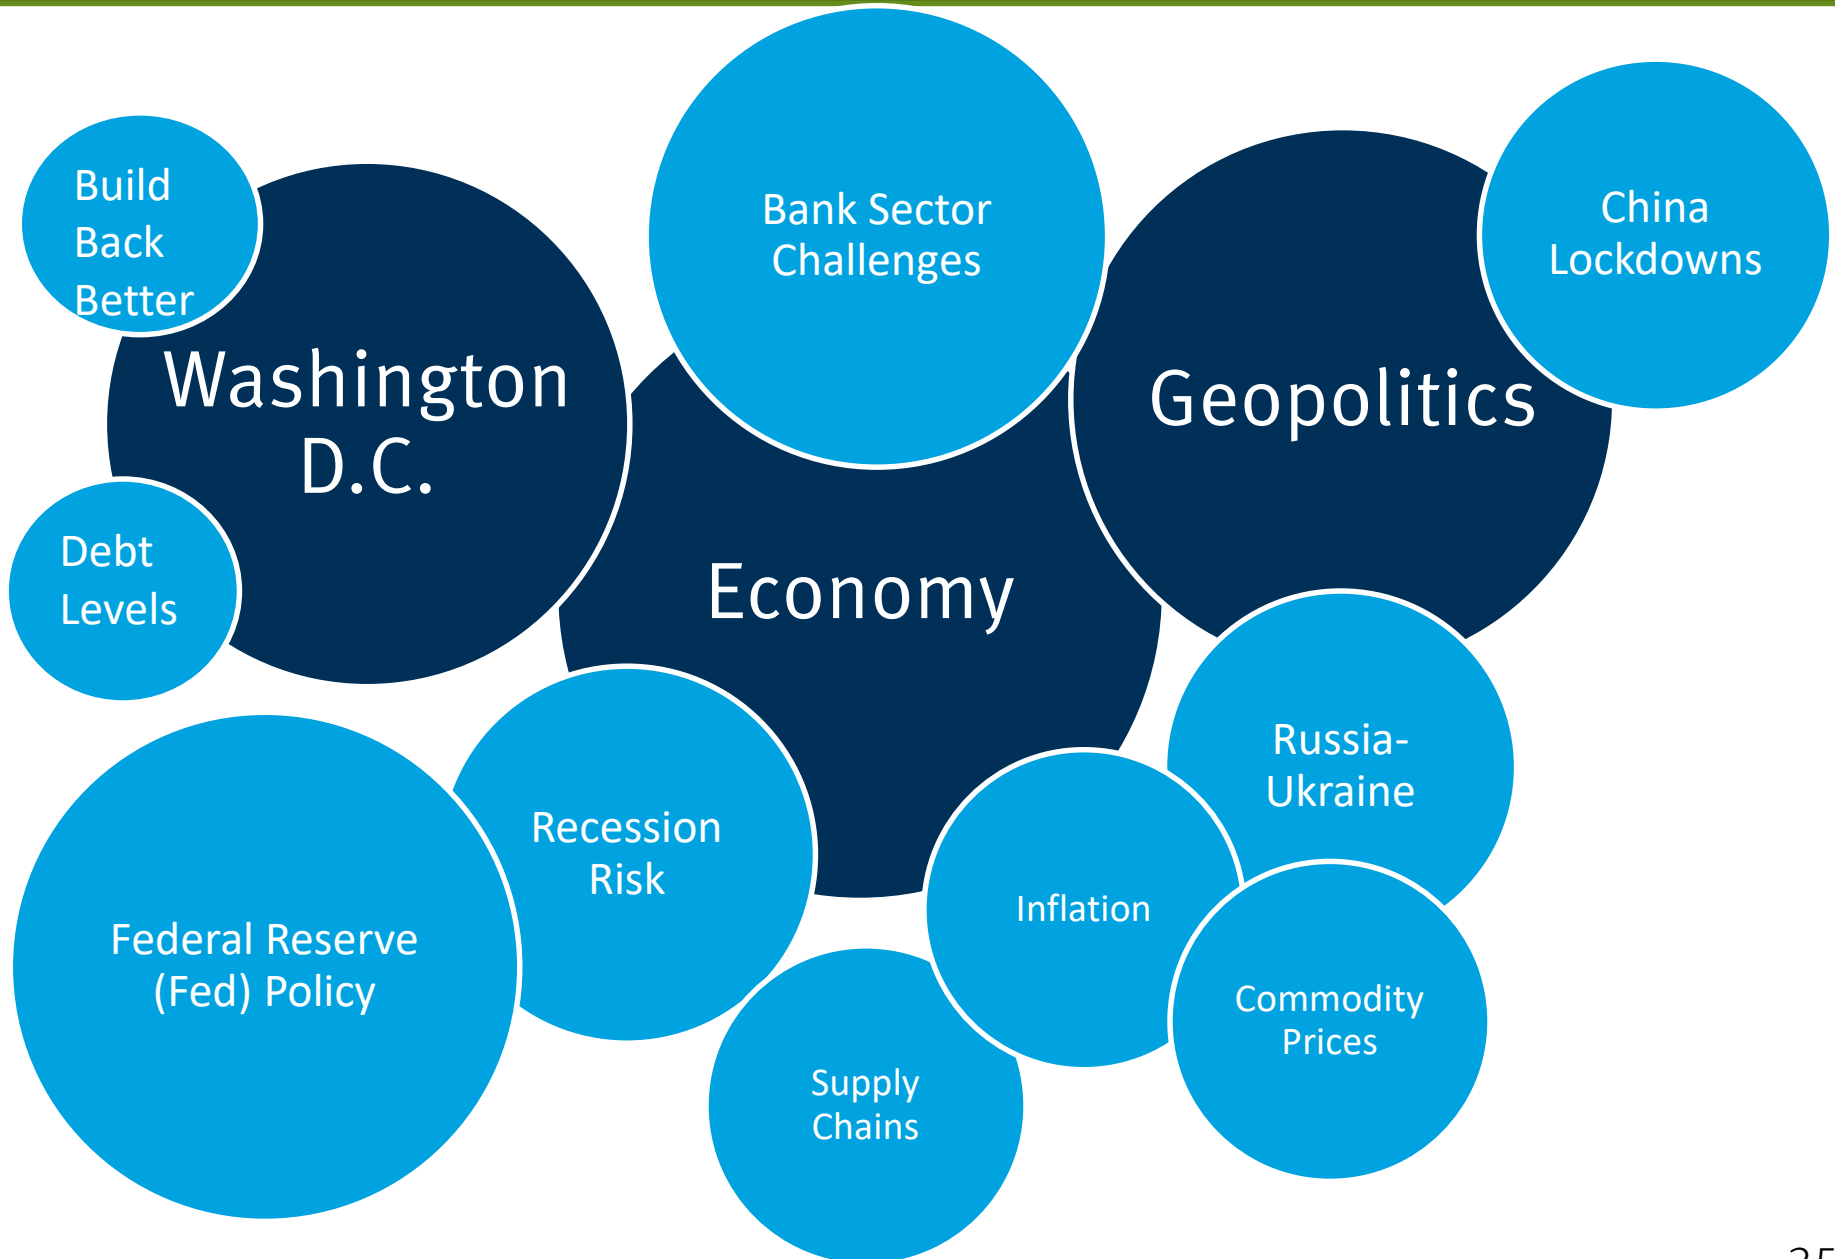 Build
Back
Better
Washington
D.C.
Debt
Levels
Bank Sector
Challenges
Economy
Geopolitics
China
Lockdowns
Russia-
Ukraine
Recession
Risk
Federal Reserve
(Fed) Policy
Inflation
Commodity
Prices
Supply
Chains